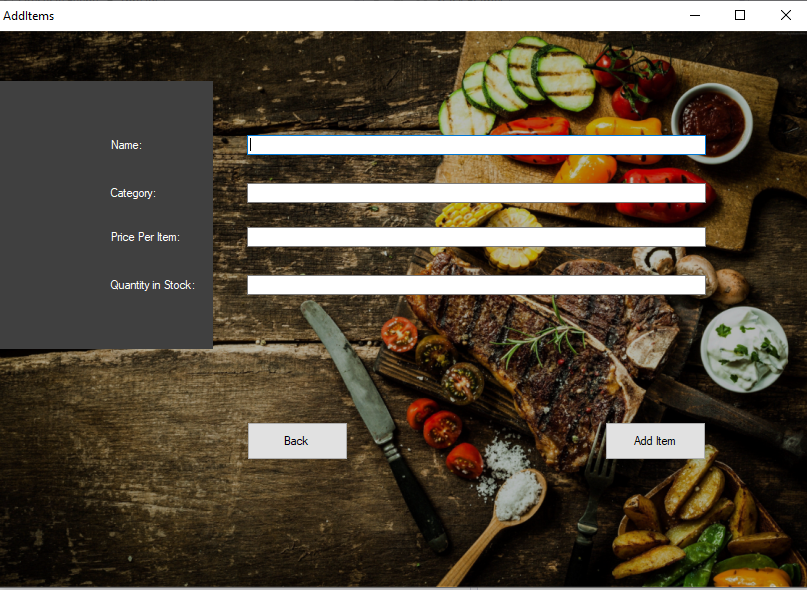 AddItems
Name:
Category:
Price Per Item:
Quantity in Stock:
Back
Add Item